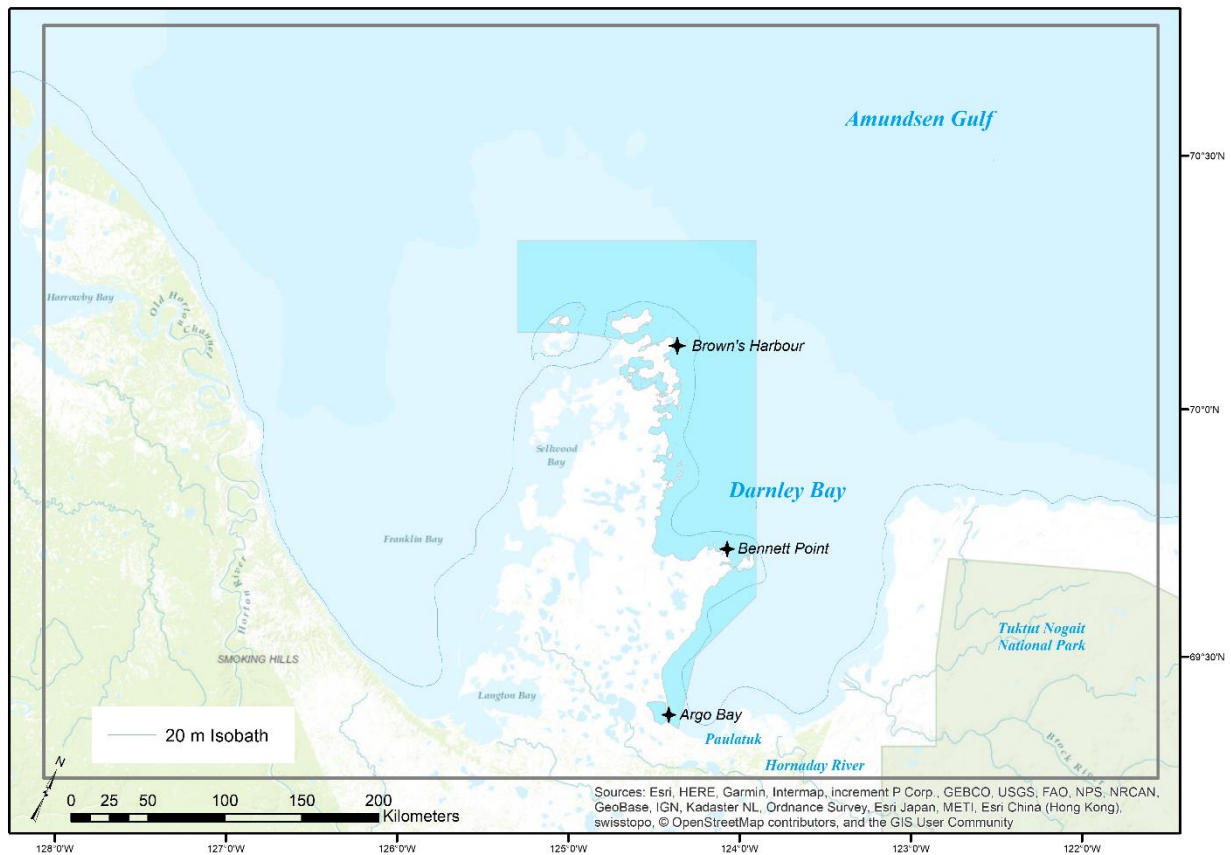 Amundsen Gulf
70°30'N
Harrowby Bay
Old Horton Channel
Brown's Harbour
70°0'N
Sellwood
Bay
Darnley Bay
Franklin Bay
Bennett Point
Horton River
Tuktut Nogait
National Park
SMOKING HILLS
69°30'N
Langton Bay
Argo Bay
20 m Isobath
Paulatuk
Brock River
Hornaday River
N
0 25 50 100 150 200
Kilometers
Sources: Esri, HERE, Garmin, Intermap, increment P Corp., GEBCO, USGS, FAO, NPS, NRCAN,
GeoBase, IGN, Kadaster NL, Ordnance Survey, Esri Japan, METI, Esri China (Hong Kong),
swisstopo, © OpenStreetMap contributors, and the GIS User Community
128°0'W 127°0'W 126°0'W 125°0'W 124°0'W 123°0'W 122°0'W